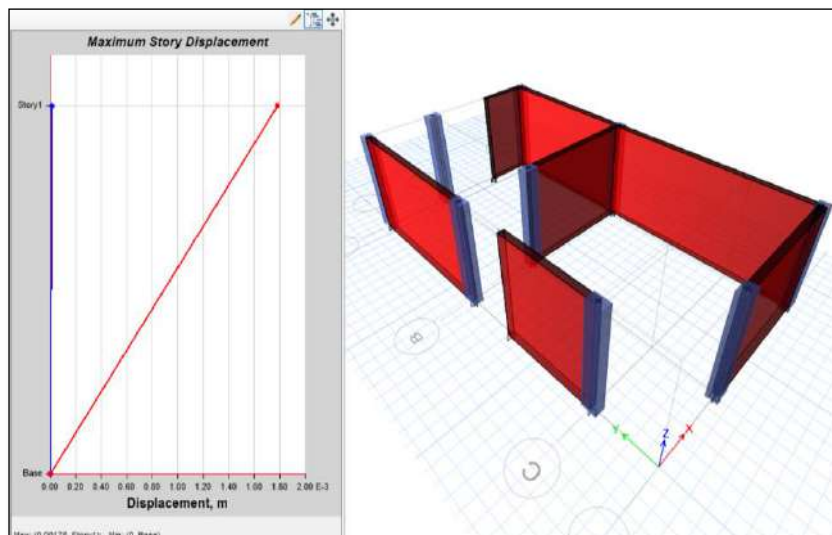 Maximum Story Displacement
Story1
Base
0.00 0.20 0.40 0.60 0.80 1.00 1.20 1.40 1.60 1.80 2.00 E-3
Displacement, m
B
C
X
Y
Z